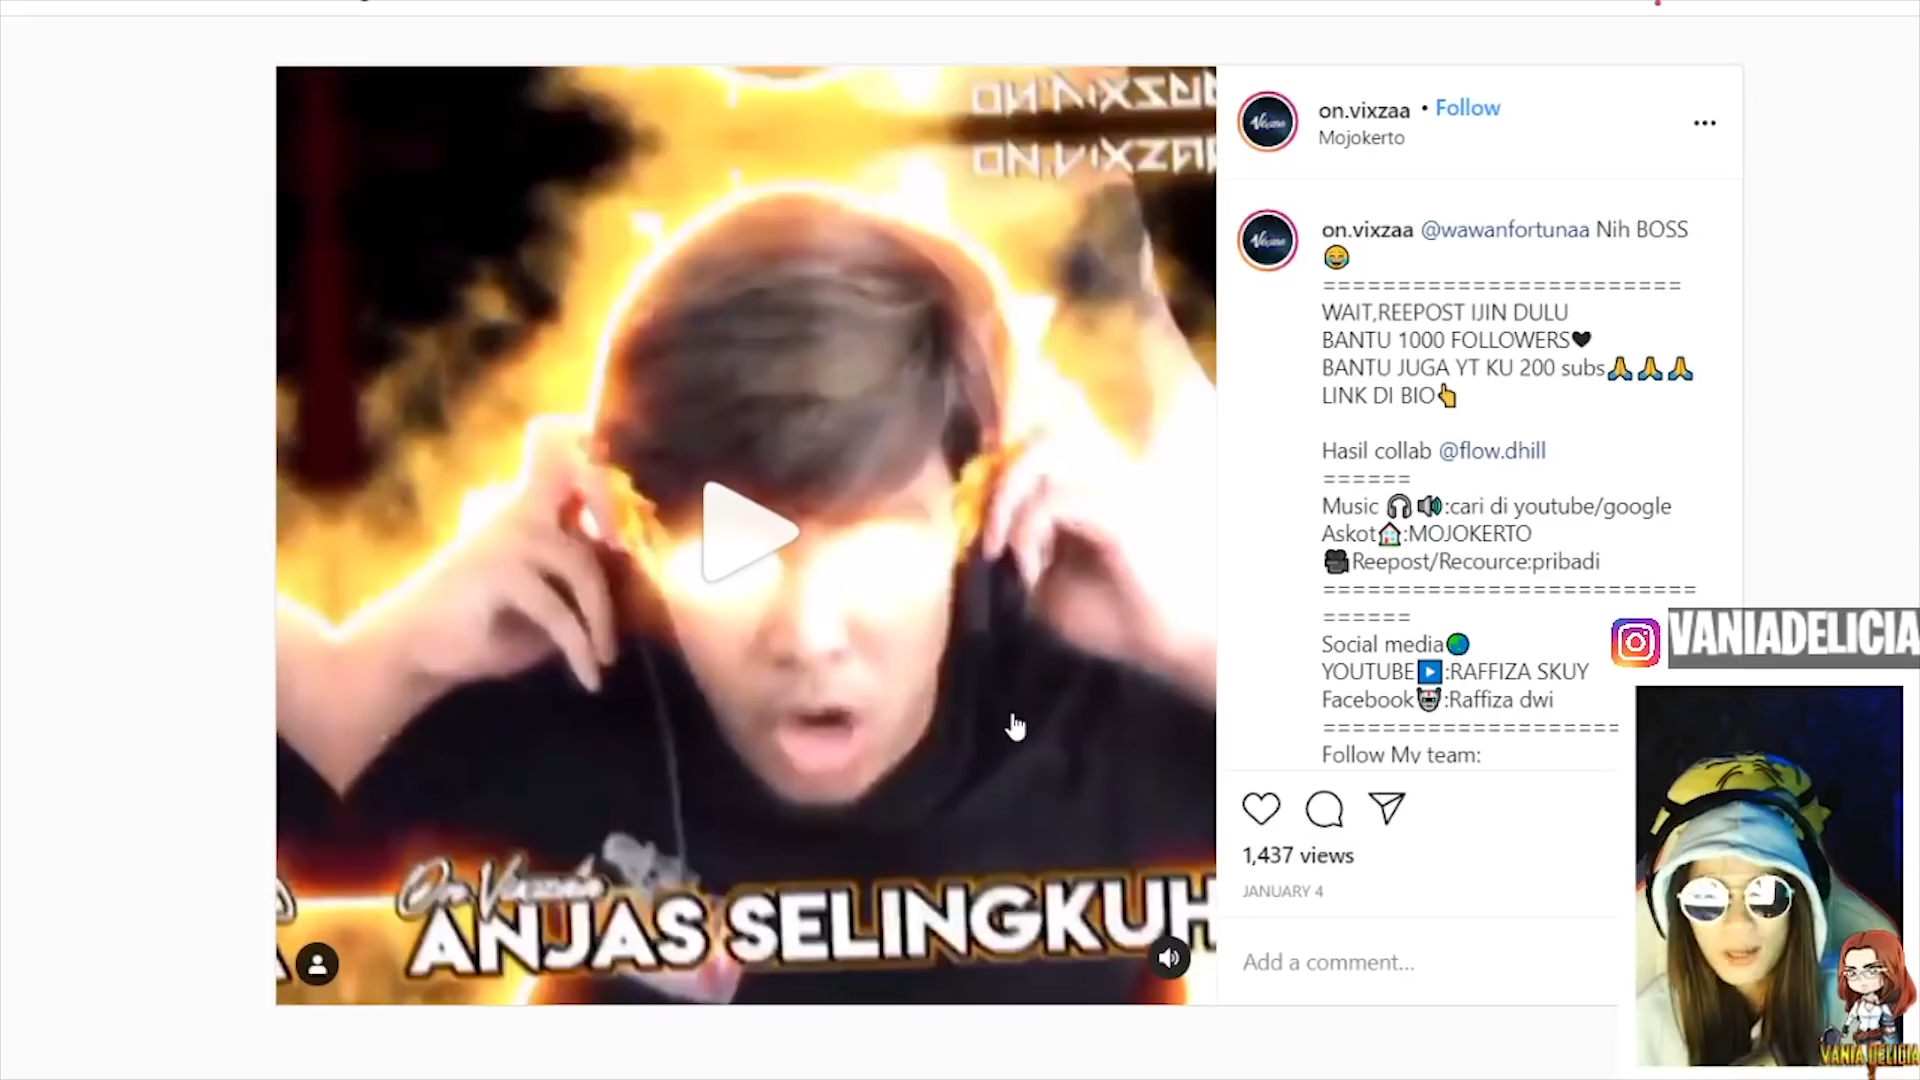 ON.VIXZAA
ON.VIXZAA
On Vixzaah
ANJAS SELINGKUH
on.vixzaa • Follow
Mojokerto
on.vixzaa @wawanfortunaa Nih BOSS
😂
========================
WAIT,REEPOST IJIN DULU
BANTU 1000 FOLLOWERS🖤
BANTU JUGA YT KU 200 subs🙏🙏🙏
LINK DI BIO👆
Hasil collab @flow.dhill
======
Music 🎧🔊:cari di youtube/google
Askot🏠:MOJOKERTO
🎥Reepost/Recource:pribadi
=========================
======
Social media🌏
YOUTUBE▶️:RAFFIZA SKUY
Facebook🤖:Raffiza dwi
====================
Follow My team:
1,437 views
JANUARY 4
Add a comment...
VANIADELICIA
VANIA DELICIA